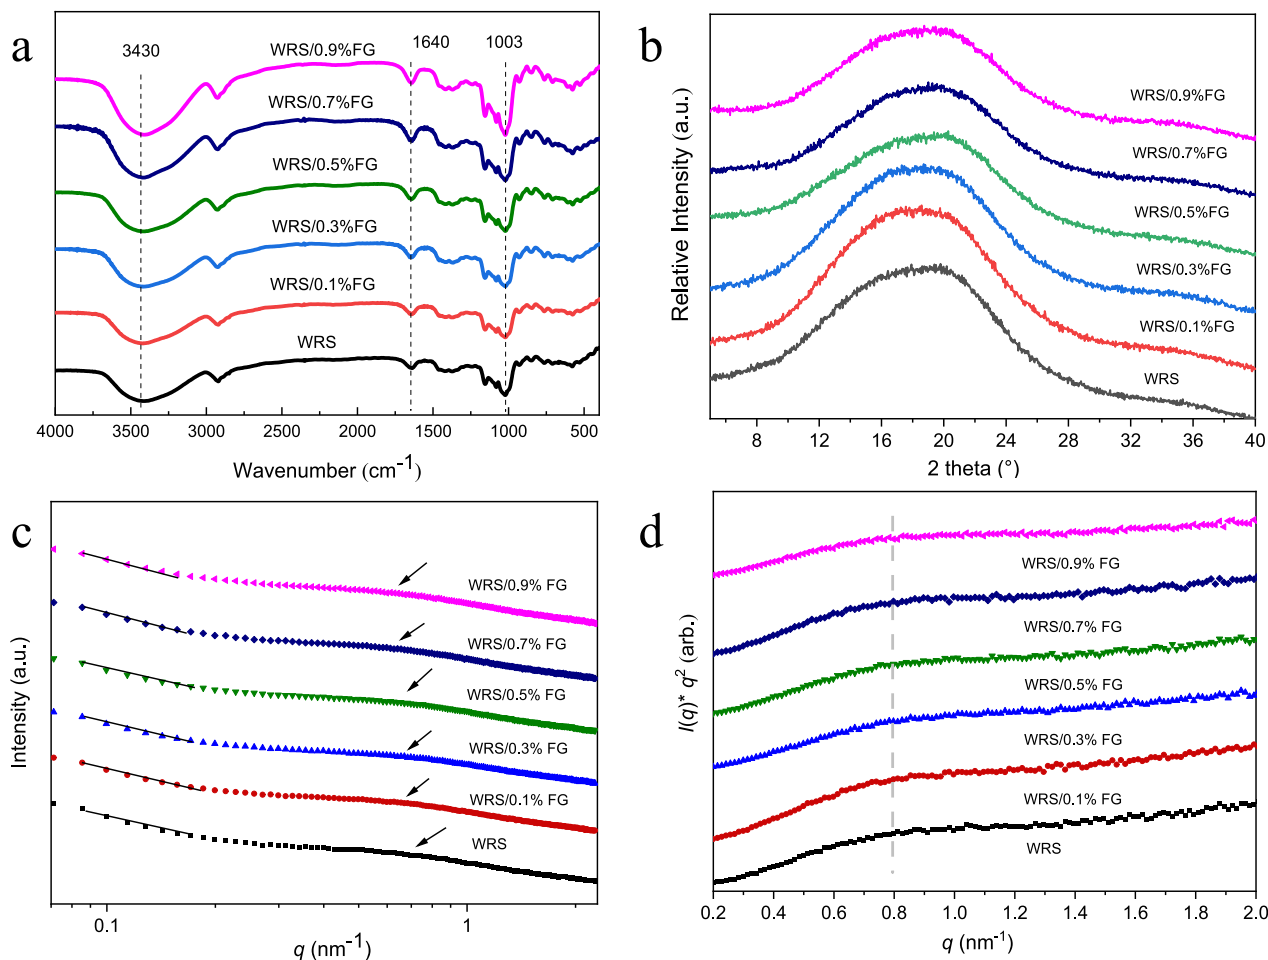 a
3430
1640
1003
WRS/0.9%FG
WRS/0.7%FG
WRS/0.5%FG
WRS/0.3%FG
WRS/0.1%FG
WRS
4000 3500 3000 2500 2000 1500 1000 500
Wavenumber (cm⁻¹)
b
Relative Intensity (a.u.)
WRS/0.9%FG
WRS/0.7%FG
WRS/0.5%FG
WRS/0.3%FG
WRS/0.1%FG
WRS
8 12 16 20 24 28 32 36 40
2 theta (°)
c
Intensity (a.u.)
WRS/0.9% FG
WRS/0.7% FG
WRS/0.5% FG
WRS/0.3% FG
WRS/0.1% FG
WRS
0.1 1
q (nm⁻¹)
d
I(q)* q² (arb.)
WRS/0.9% FG
WRS/0.7% FG
WRS/0.5% FG
WRS/0.3% FG
WRS/0.1% FG
WRS
0.2 0.4 0.6 0.8 1.0 1.2 1.4 1.6 1.8 2.0
q (nm⁻¹)